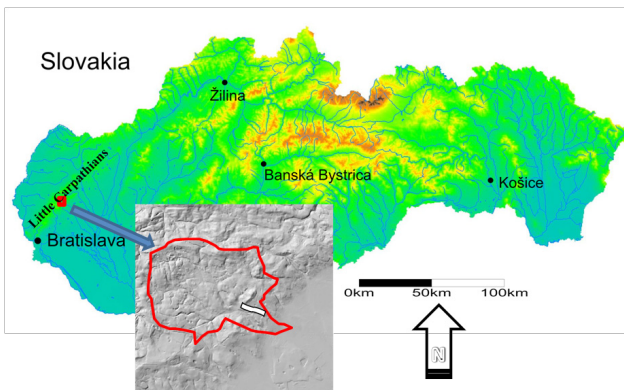 Slovakia
Žilina
Little Carpathians
Banská Bystrica
Košice
Bratislava
0km 50km 100km
N